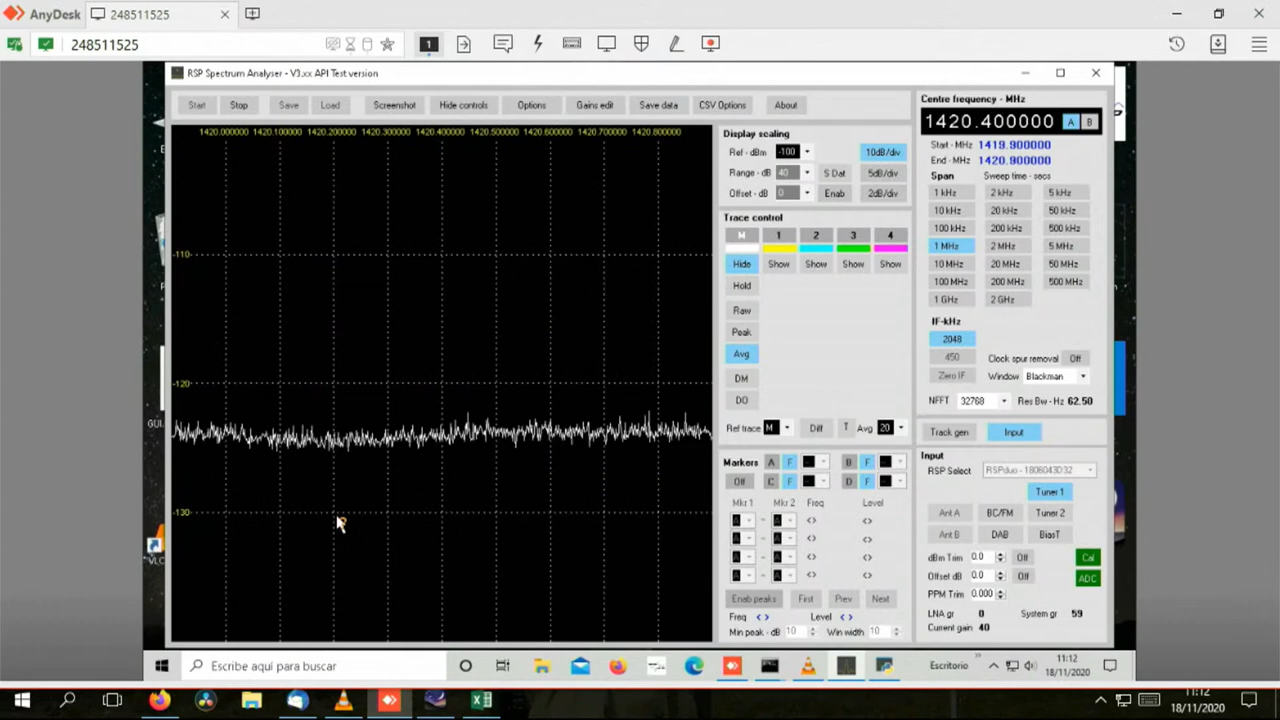 AnyDesk
248511525
248511525
1
RSP Spectrum Analyser - V3.xx API Test version
Start Stop Save Load Screenshot Hide controls Options Gains edit Save data CSV Options About
1420.000000 1420.100000 1420.200000 1420.300000 1420.400000 1420.500000 1420.600000 1420.700000 1420.800000
-110
-120
-130
Display scaling
Ref - dBm -100 10dB/div
Range - dB 40 S Dat 5dB/div
Offset - dB 0 Enab 2dB/div
Trace control
M 1 2 3 4
Hide Show Show Show Show
Hold
Raw
Peak
Avg
DM
DO
Ref trace M Diff T Avg 20
Markers A F B F
Off C F D F
Mkr 1 Mkr 2 Freq Level
A ~ A <> <>
A ~ A <> <>
A ~ A <> <>
A ~ A <> <>
Enab peaks First Prev Next
Freq <> Level <>
Min peak - dB 10 Win width 10
Centre frequency - MHz
1420.400000 A B
Start - MHz 1419.900000
End - MHz 1420.900000
Span Sweep time - secs
1 kHz 2 kHz 5 kHz
10 kHz 20 kHz 50 kHz
100 kHz 200 kHz 500 kHz
1 MHz 2 MHz 5 MHz
10 MHz 20 MHz 50 MHz
100 MHz 200 MHz 500 MHz
1 GHz 2 GHz
IF-kHz
2048
450 Clock spur removal Off
Zero IF Window Blackman
NFFT 32768 Res Bw - Hz 62.50
Track gen Input
Input
RSP Select RSPduo - 1806043D32
Tuner 1
Ant A BC/FM Tuner 2
Ant B DAB BiasT
dBm Trim 0.0 Off Cal
Offset dB 0.0 Off ADC
PPM Trim 0.000
LNA gr 0 System gr 59
Current gain 40
GUI
VLC
Escribe aquí para buscar
Escritorio
11:12
18/11/2020
11:12
18/11/2020